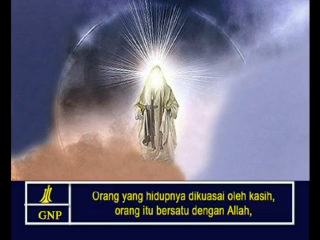 GNP
Orang yang hidupnya dikuasai oleh kasih,
orang itu bersatu dengan Allah,